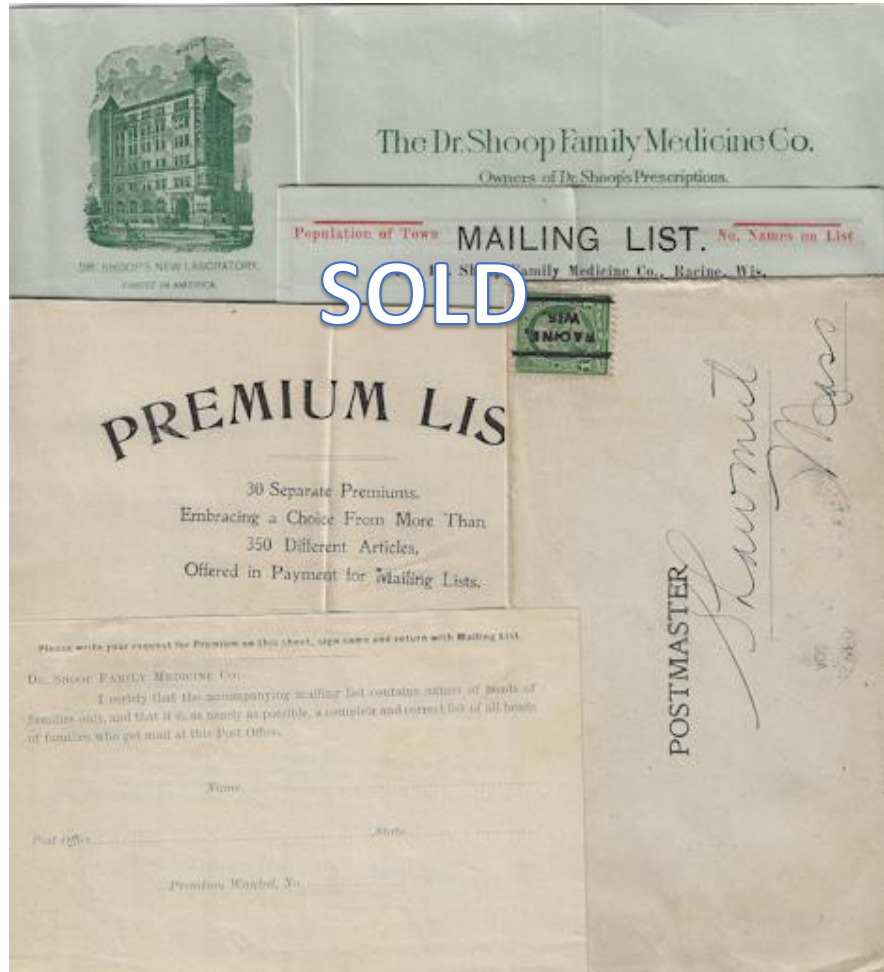 DR. SHOOP'S NEW LABORATORY.
FINEST IN AMERICA
The Dr. Shoop Family Medicine Co.
Owners of Dr. Shoop's Prescriptions.
Population of Town
MAILING LIST.
No. Names on List
Shoop Family Medicine Co., Racine, Wis.
SOLD
RACINE,
WIS
PREMIUM LIS
30 Separate Premiums.
Embracing a Choice From More Than
350 Different Articles,
Offered in Payment for Mailing Lists.
POSTMASTER
Shawmut
Mass
Please write your request for Premium on this sheet, sign name and return with Mailing List.
DR. SHOOP FAMILY MEDICINE CO.
I certify that the accompanying mailing list contains names of heads of
families only, and that it is, as nearly as possible, a complete and correct list of all heads
of families who get mail at this Post Office.
Name
Post Office
State
Premium Wanted, No